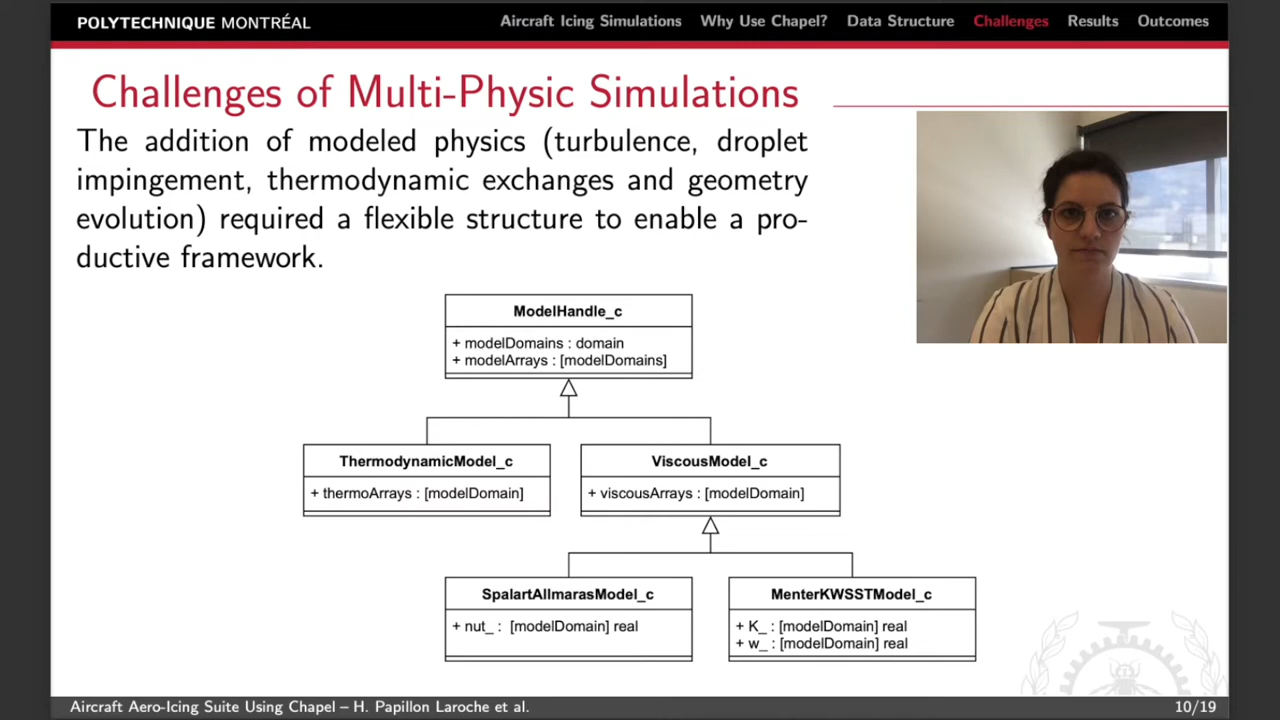 POLYTECHNIQUE MONTRÉAL
Aircraft Icing Simulations Why Use Chapel? Data Structure Challenges Results Outcomes
Challenges of Multi-Physic Simulations
The addition of modeled physics (turbulence, droplet
impingement, thermodynamic exchanges and geometry
evolution) required a flexible structure to enable a pro-
ductive framework.
ModelHandle_c
+ modelDomains : domain
+ modelArrays : [modelDomains]
ThermodynamicModel_c
+ thermoArrays : [modelDomain]
ViscousModel_c
+ viscousArrays : [modelDomain]
SpalartAllmarasModel_c
+ nut_ : [modelDomain] real
MenterKWSSTModel_c
+ K_ : [modelDomain] real
+ w_ : [modelDomain] real
Aircraft Aero-Icing Suite Using Chapel – H. Papillon Laroche et al.
10/19